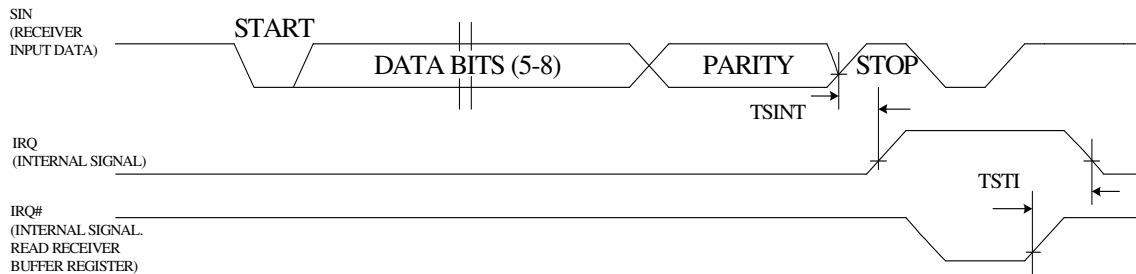 SIN
(RECEIVER
INPUT DATA)
START
DATA BITS (5-8)
PARITY
STOP
TSINT
IRQ
(INTERNAL SIGNAL)
TSTI
IRQ#
(INTERNAL SIGNAL.
READ RECEIVER
BUFFER REGISTER)